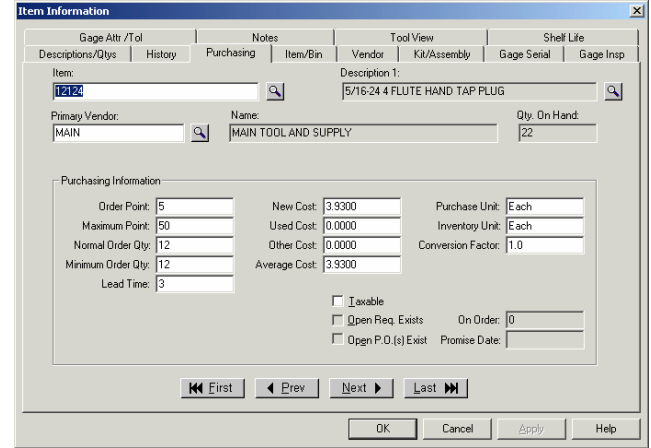 Item Information
Gage Attr /Tol Notes Tool View Shelf Life
Descriptions/Qtys History Purchasing Item/Bin Vendor Kit/Assembly Gage Serial Gage Insp
Item: Description 1:
12124 5/16-24 4 FLUTE HAND TAP PLUG
Primary Vendor: Name: Qty. On Hand:
MAIN MAIN TOOL AND SUPPLY 22
Purchasing Information
Order Point: 5 New Cost: 3.9300 Purchase Unit: Each
Maximum Point: 50 Used Cost: 0.0000 Inventory Unit: Each
Normal Order Qty: 12 Other Cost: 0.0000 Conversion Factor: 1.0
Minimum Order Qty: 12 Average Cost: 3.9300
Lead Time: 3
Taxable
Open Req. Exists On Order: 0
Open P.O.(s) Exist Promise Date:
First Prev Next Last
OK Cancel Apply Help